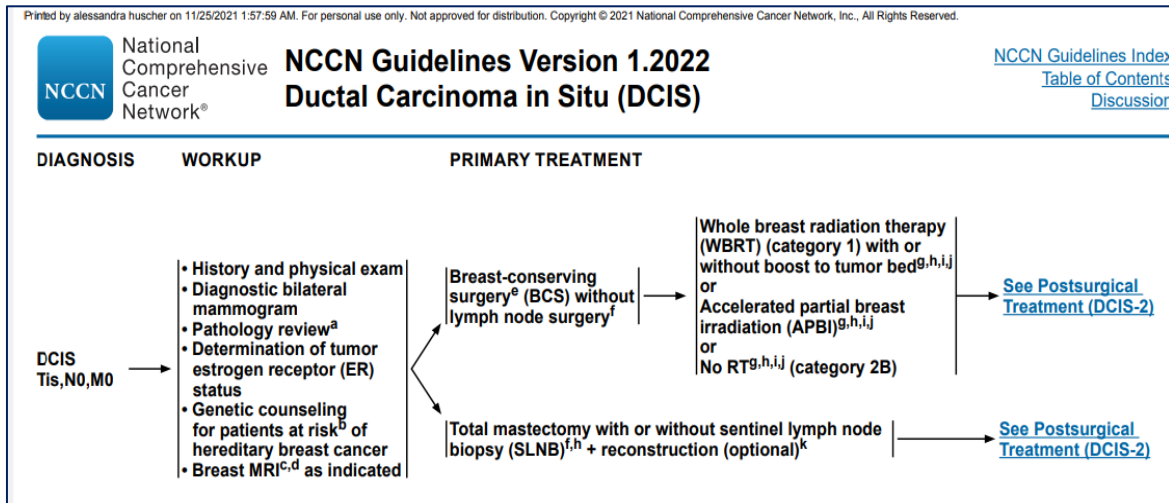 Printed by alessandra huscher on 11/25/2021 1:57:59 AM. For personal use only. Not approved for distribution. Copyright © 2021 National Comprehensive Cancer Network, Inc., All Rights Reserved.
NCCN
National
Comprehensive
Cancer
Network®
NCCN Guidelines Version 1.2022
Ductal Carcinoma in Situ (DCIS)
NCCN Guidelines Index
Table of Contents
Discussion
DIAGNOSIS
WORKUP
PRIMARY TREATMENT
DCIS
Tis,N0,M0
• History and physical exam
• Diagnostic bilateral
mammogram
• Pathology reviewa
• Determination of tumor
estrogen receptor (ER)
status
• Genetic counseling
for patients at riskb of
hereditary breast cancer
• Breast MRIc,d as indicated
Breast-conserving
surgerye (BCS) without
lymph node surgeryf
Whole breast radiation therapy
(WBRT) (category 1) with or
without boost to tumor bedg,h,i,j
or
Accelerated partial breast
irradiation (APBI)g,h,i,j
or
No RTg,h,i,j (category 2B)
See Postsurgical
Treatment (DCIS-2)
Total mastectomy with or without sentinel lymph node
biopsy (SLNB)f,h + reconstruction (optional)k
See Postsurgical
Treatment (DCIS-2)